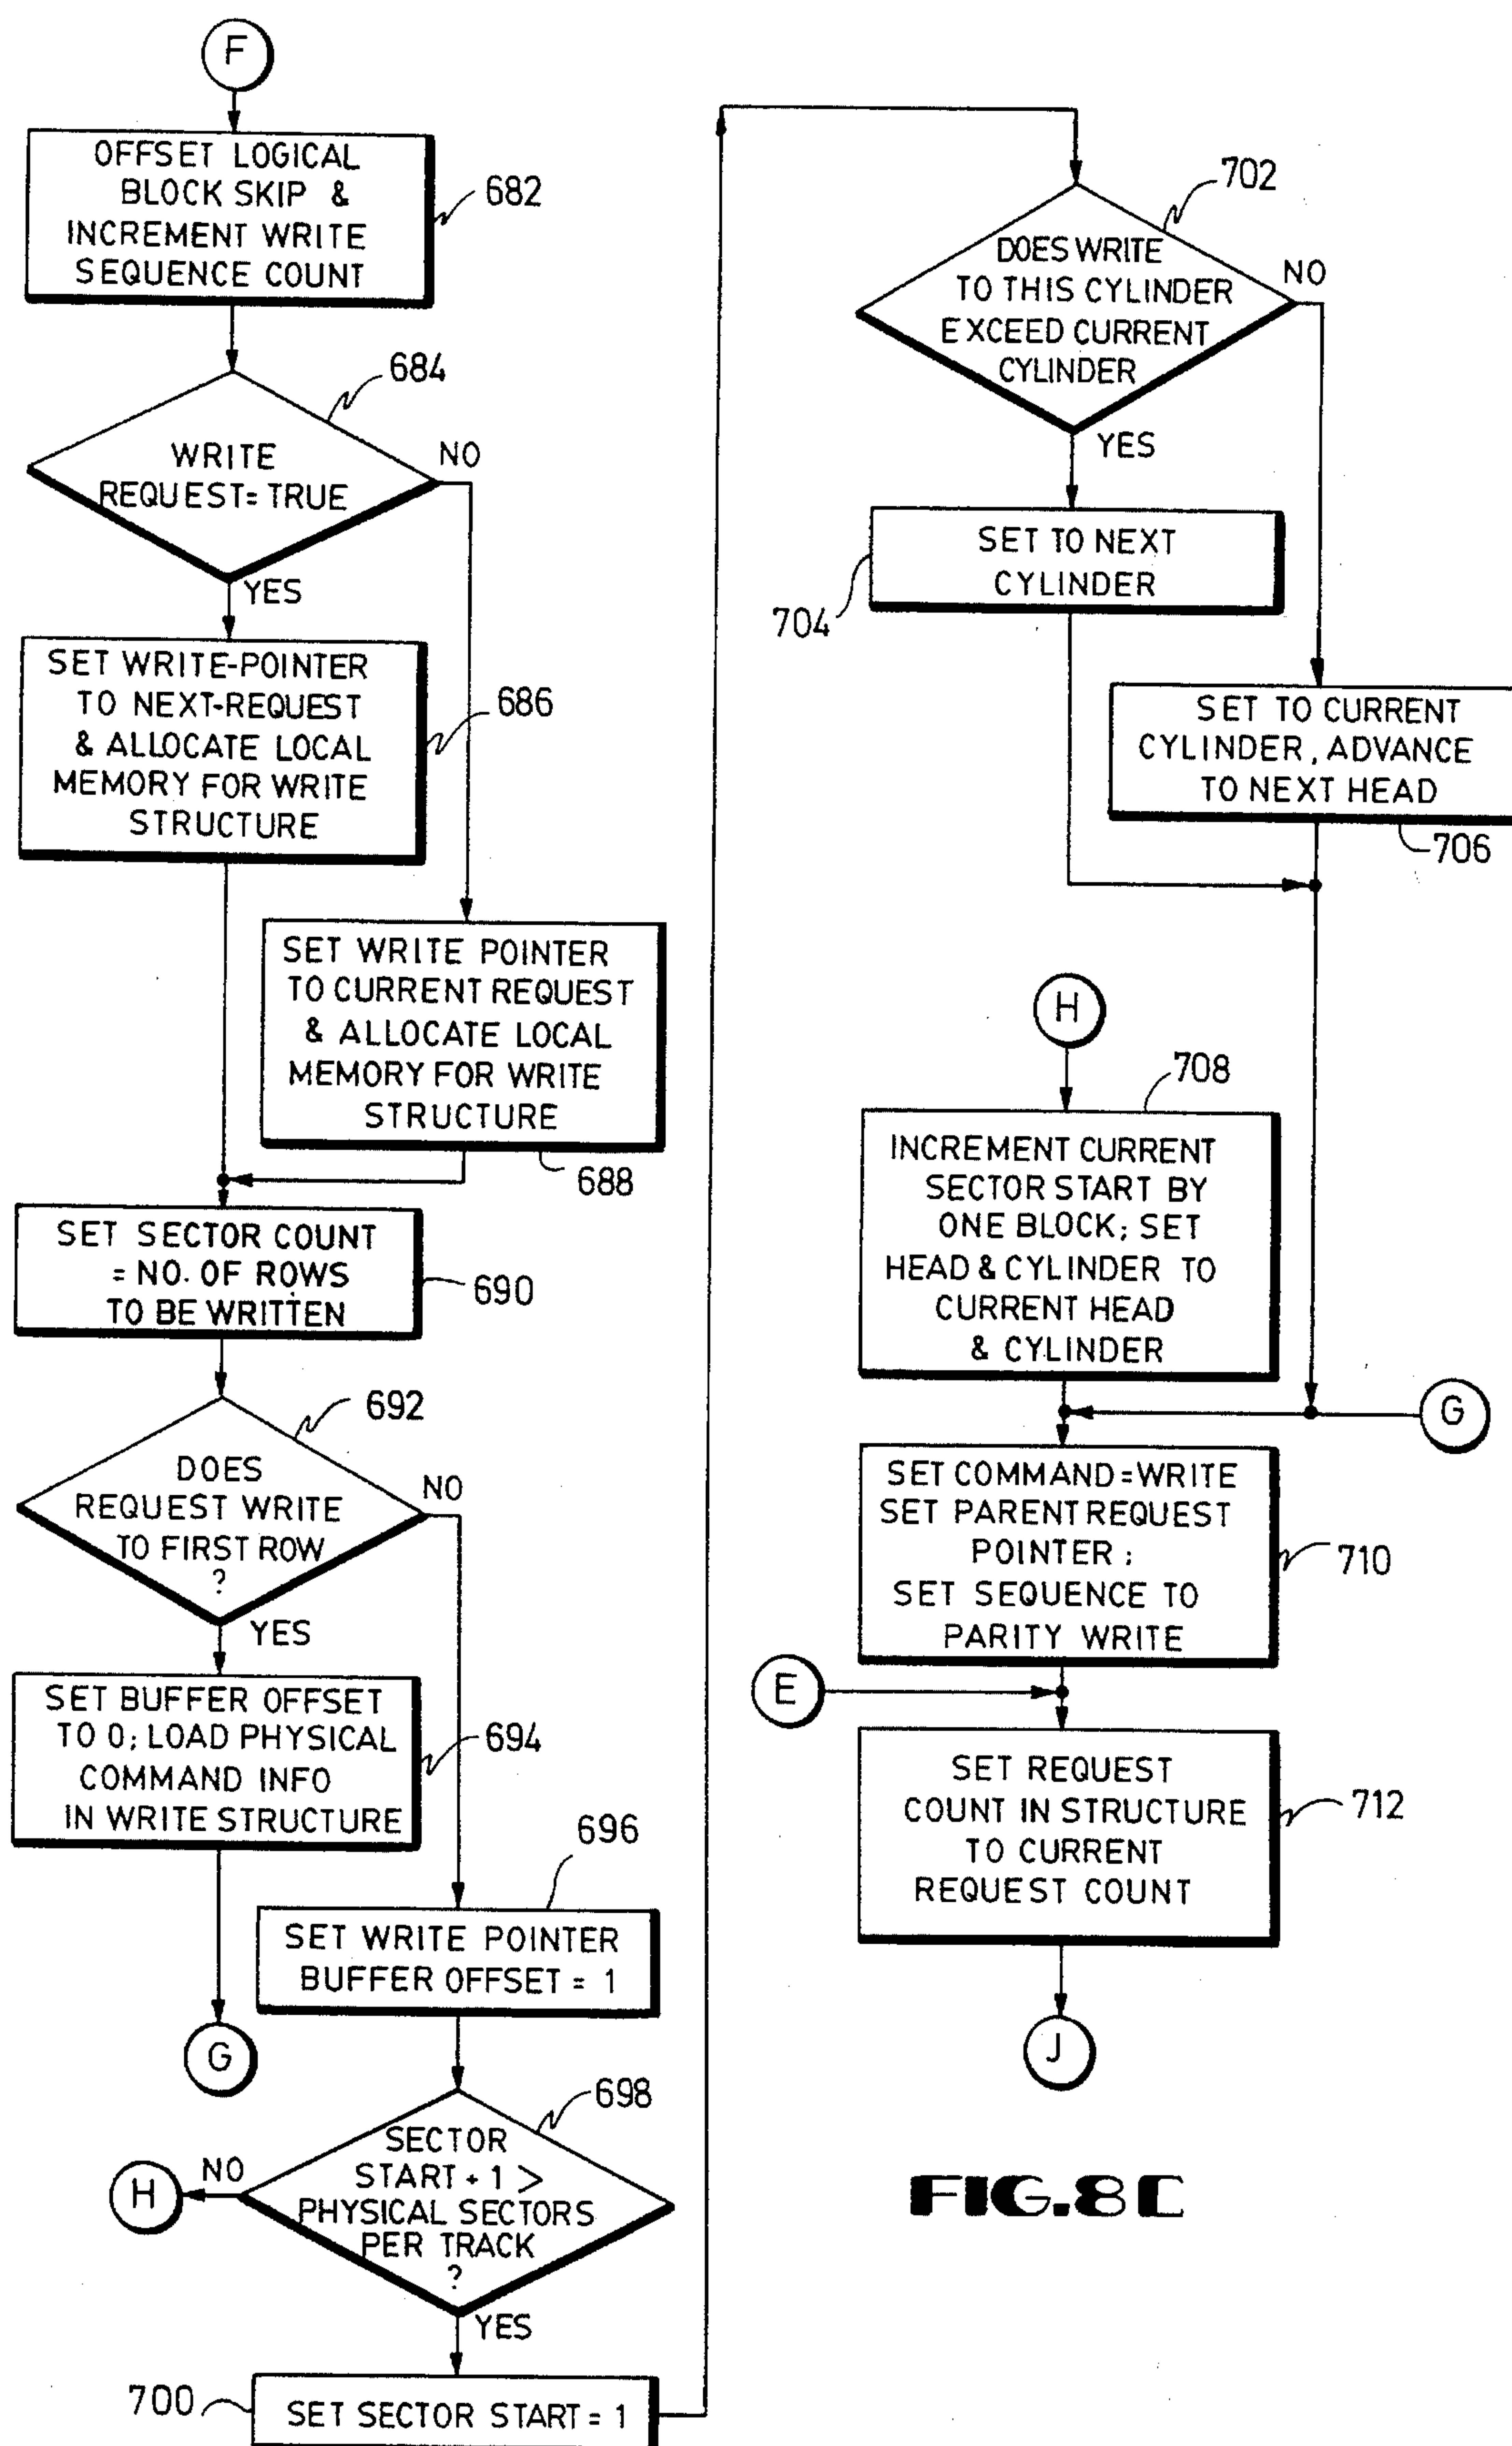 F
OFFSET LOGICAL
BLOCK SKIP &
INCREMENT WRITE
SEQUENCE COUNT
682
684
WRITE
REQUEST= TRUE
NO
YES
SET WRITE-POINTER
TO NEXT-REQUEST
& ALLOCATE LOCAL
MEMORY FOR WRITE
STRUCTURE
686
SET WRITE POINTER
TO CURRENT REQUEST
& ALLOCATE LOCAL
MEMORY FOR WRITE
STRUCTURE
688
SET SECTOR COUNT
= NO. OF ROWS
TO BE WRITTEN
690
692
DOES
REQUEST WRITE
TO FIRST ROW
?
NO
YES
SET BUFFER OFFSET
TO 0; LOAD PHYSICAL
COMMAND INFO
IN WRITE STRUCTURE
694
696
SET WRITE POINTER
BUFFER OFFSET = 1
G
698
SECTOR
START + 1 >
PHYSICAL SECTORS
PER TRACK
?
NO
H
YES
700
SET SECTOR START = 1
702
DOES WRITE
TO THIS CYLINDER
EXCEED CURRENT
CYLINDER
NO
YES
SET TO NEXT
CYLINDER
704
SET TO CURRENT
CYLINDER, ADVANCE
TO NEXT HEAD
706
H
708
INCREMENT CURRENT
SECTOR START BY
ONE BLOCK; SET
HEAD & CYLINDER TO
CURRENT HEAD
& CYLINDER
G
SET COMMAND=WRITE
SET PARENT REQUEST
POINTER;
SET SEQUENCE TO
PARITY WRITE
710
E
SET REQUEST
COUNT IN STRUCTURE
TO CURRENT
REQUEST COUNT
712
J
FIG.8C